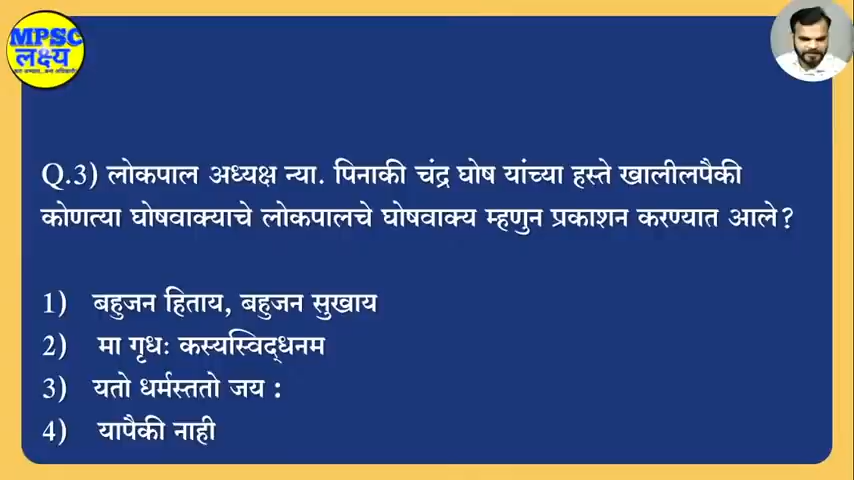 MPSC
लक्ष्य
Q.3) लोकपाल अध्यक्ष न्या. पिनाकी चंद्र घोष यांच्या हस्ते खालीलपैकी
कोणत्या घोषवाक्याचे लोकपालचे घोषवाक्य म्हणुन प्रकाशन करण्यात आले?
1) बहुजन हिताय, बहुजन सुखाय
2) मा गृधः कस्यस्विद्धनम
3) यतो धर्मस्ततो जय :
4) यापैकी नाही